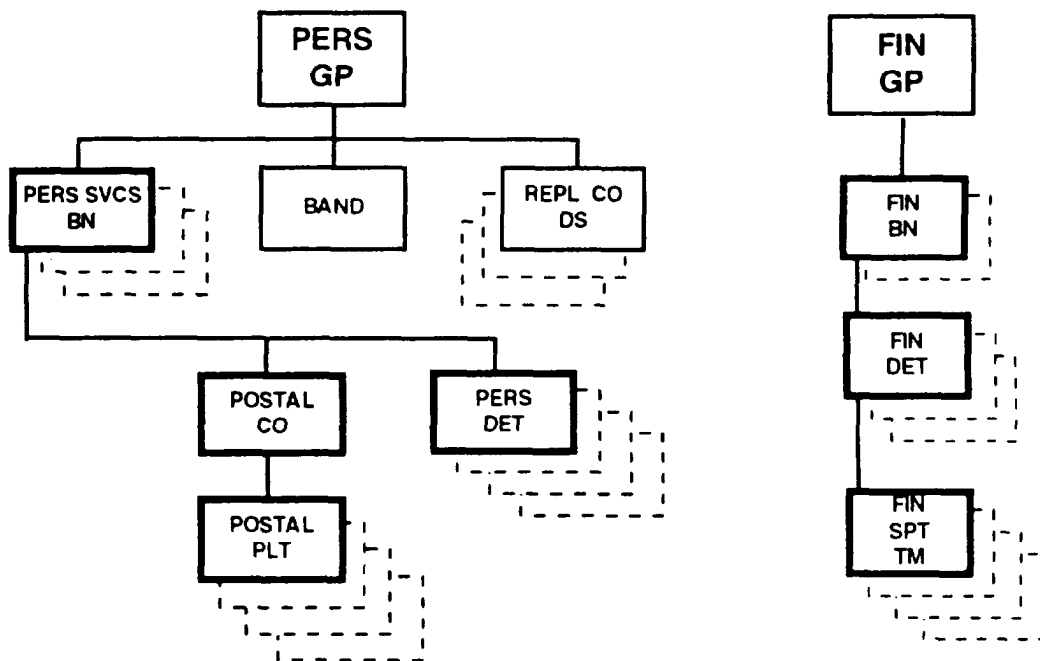 PERS
GP
FIN
GP
PERS SVCS
BN
BAND
REPL CO
DS
FIN
BN
FIN
DET
POSTAL
CO
PERS
DET
POSTAL
PLT
FIN
SPT
TM